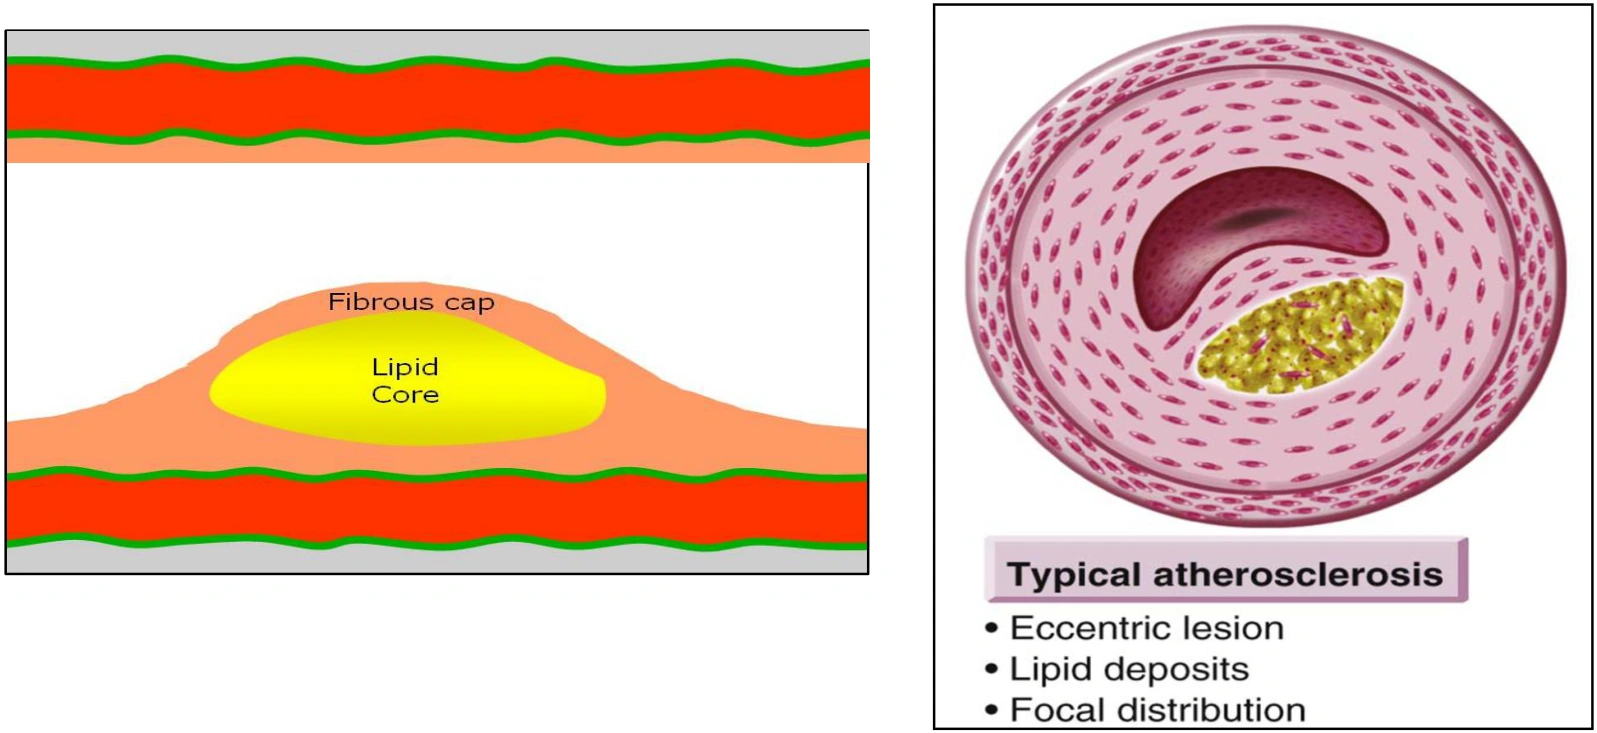 Fibrous cap
Lipid
Core
Typical atherosclerosis
• Eccentric lesion
• Lipid deposits
• Focal distribution